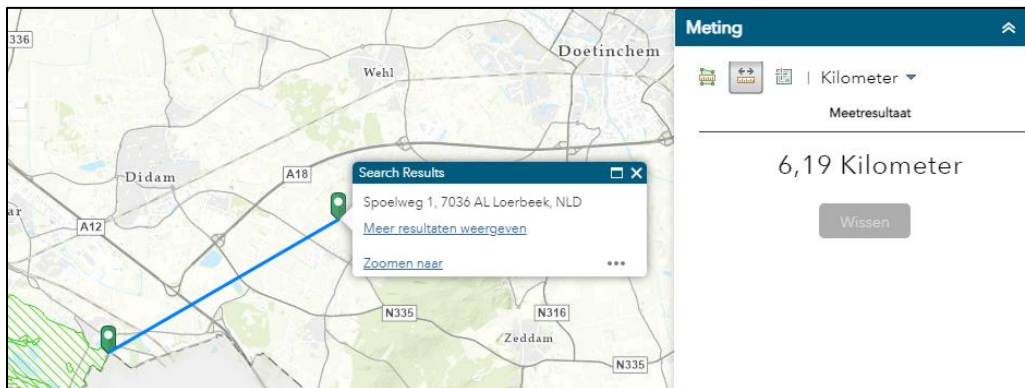 336
Doetinchem
Wehl
Didam
A18
A12
N335
N316
Zeddam
N335
Search Results
Spoelweg 1, 7036 AL Loerbeek, NLD
Meer resultaten weergeven
Zoomen naar
Meting
| Kilometer
Meetresultaat
6,19 Kilometer
Wissen